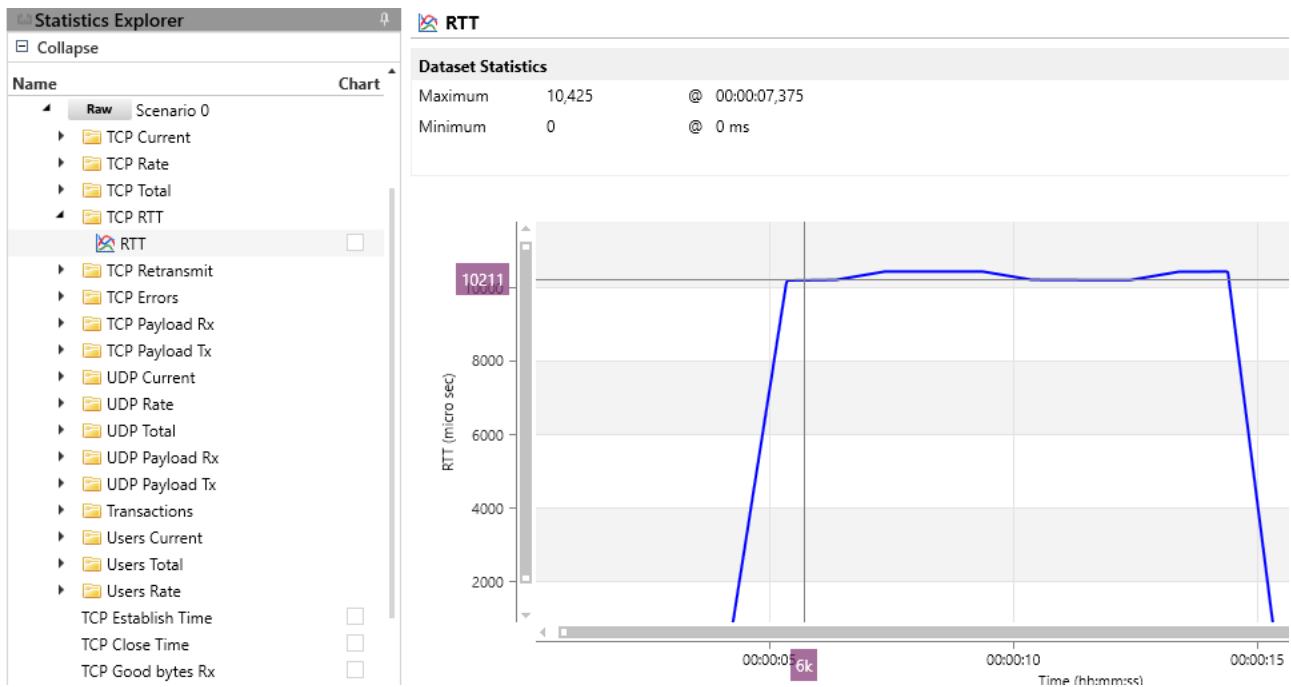 Statistics Explorer
Collapse
Name Chart
Raw Scenario 0
TCP Current
TCP Rate
TCP Total
TCP RTT
RTT
TCP Retransmit
TCP Errors
TCP Payload Rx
TCP Payload Tx
UDP Current
UDP Rate
UDP Total
UDP Payload Rx
UDP Payload Tx
Transactions
Users Current
Users Total
Users Rate
TCP Establish Time
TCP Close Time
TCP Good bytes Rx
RTT
Dataset Statistics
Maximum 10,425 @ 00:00:07,375
Minimum 0 @ 0 ms
10211
10000
8000
6000
4000
2000
RTT (micro sec)
00:00:05 6k 00:00:10 00:00:15
Time (hh:mm:ss)